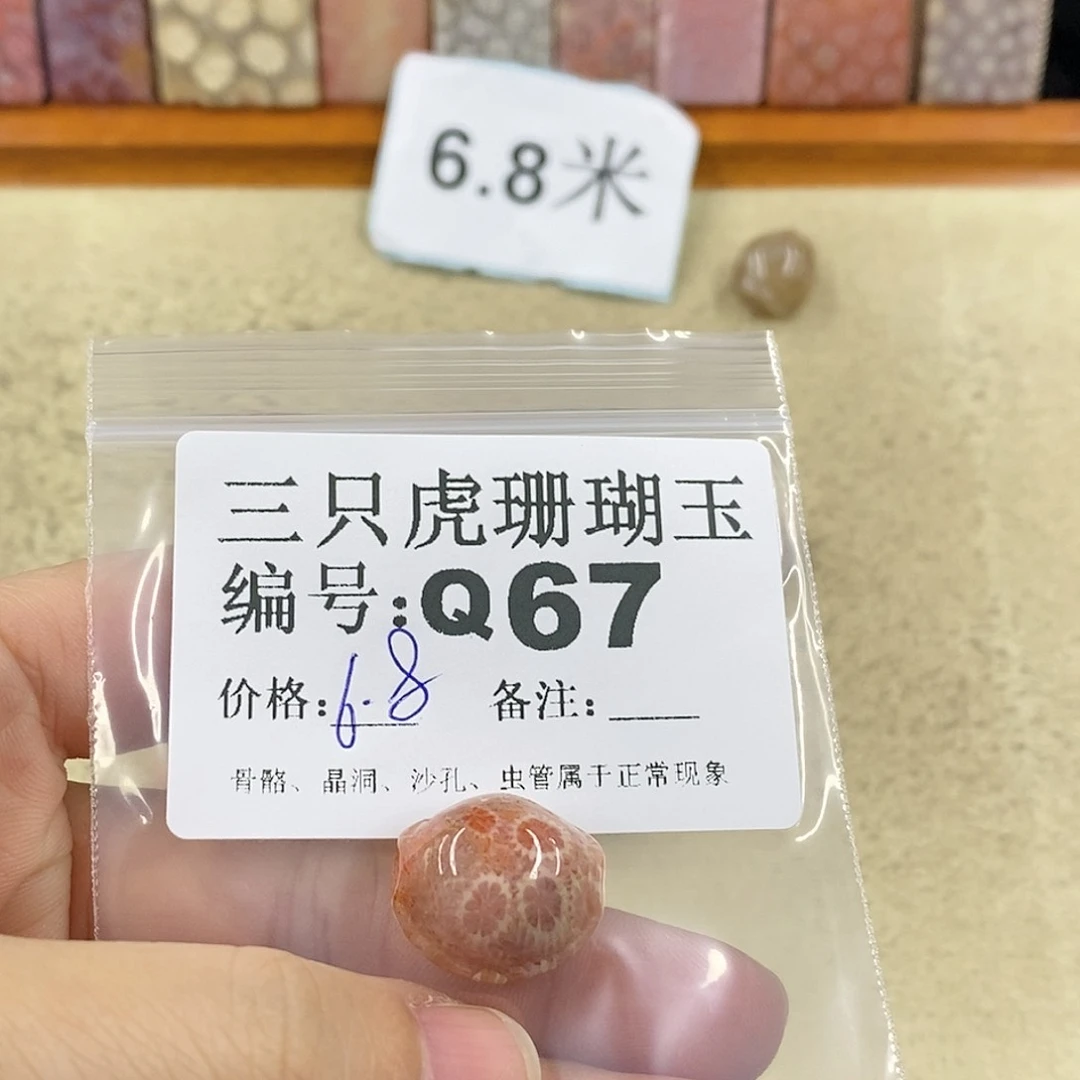 6.8米
三只虎珊瑚玉
编号:Q67
价格:6.8 备注:____
骨骼、晶洞、沙孔、虫管属于正常现象